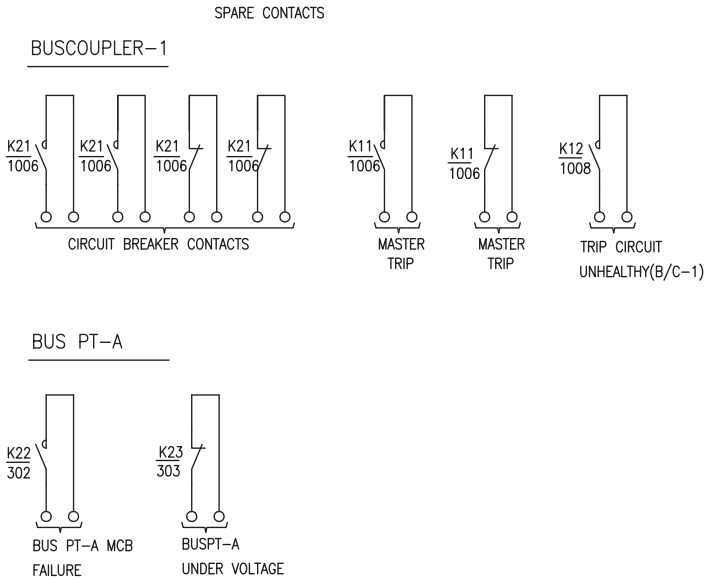 SPARE CONTACTS
BUSCOUPLER-1
K21 K21 K21 K21 K11 K11 K12
1006 1006 1006 1006 1006 1006 1008
CIRCUIT BREAKER CONTACTS MASTER MASTER TRIP CIRCUIT
TRIP TRIP UNHEALTHY(B/C-1)
BUS PT-A
K22 K23
302 303
BUS PT-A MCB BUSPT-A
FAILURE UNDER VOLTAGE